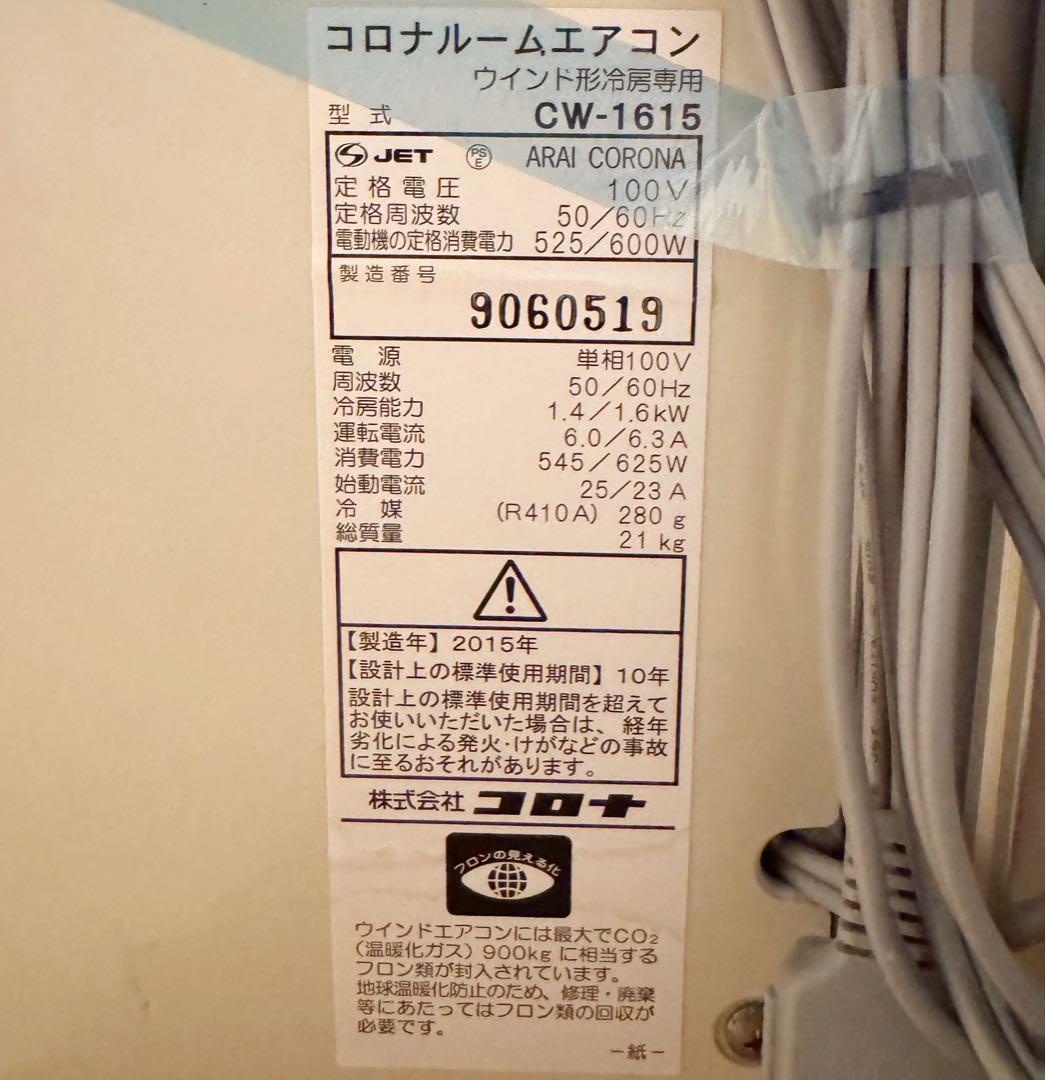 コロナルームエアコン
ウインド形冷房専用
型式 CW-1615
JET PSE ARAI CORONA
定格電圧 100V
定格周波数 50/60Hz
電動機の定格消費電力 525/600W
製造番号
9060519
電源 単相100V
周波数 50/60Hz
冷房能力 1.4/1.6kW
運転電流 6.0/6.3A
消費電力 545/625W
始動電流 25/23A
冷媒 (R410A) 280g
総質量 21kg
【製造年】2015年
【設計上の標準使用期間】10年
設計上の標準使用期間を超えて
お使いいただいた場合は、経年
劣化による発火・けがなどの事故
に至るおそれがあります。
株式会社 コロナ
フロンの見える化
ウインドエアコンには最大でCO₂
(温暖化ガス)900kgに相当する
フロン類が封入されています。
地球温暖化防止のため、修理・廃棄
等にあたってはフロン類の回収が
必要です。
-紙-